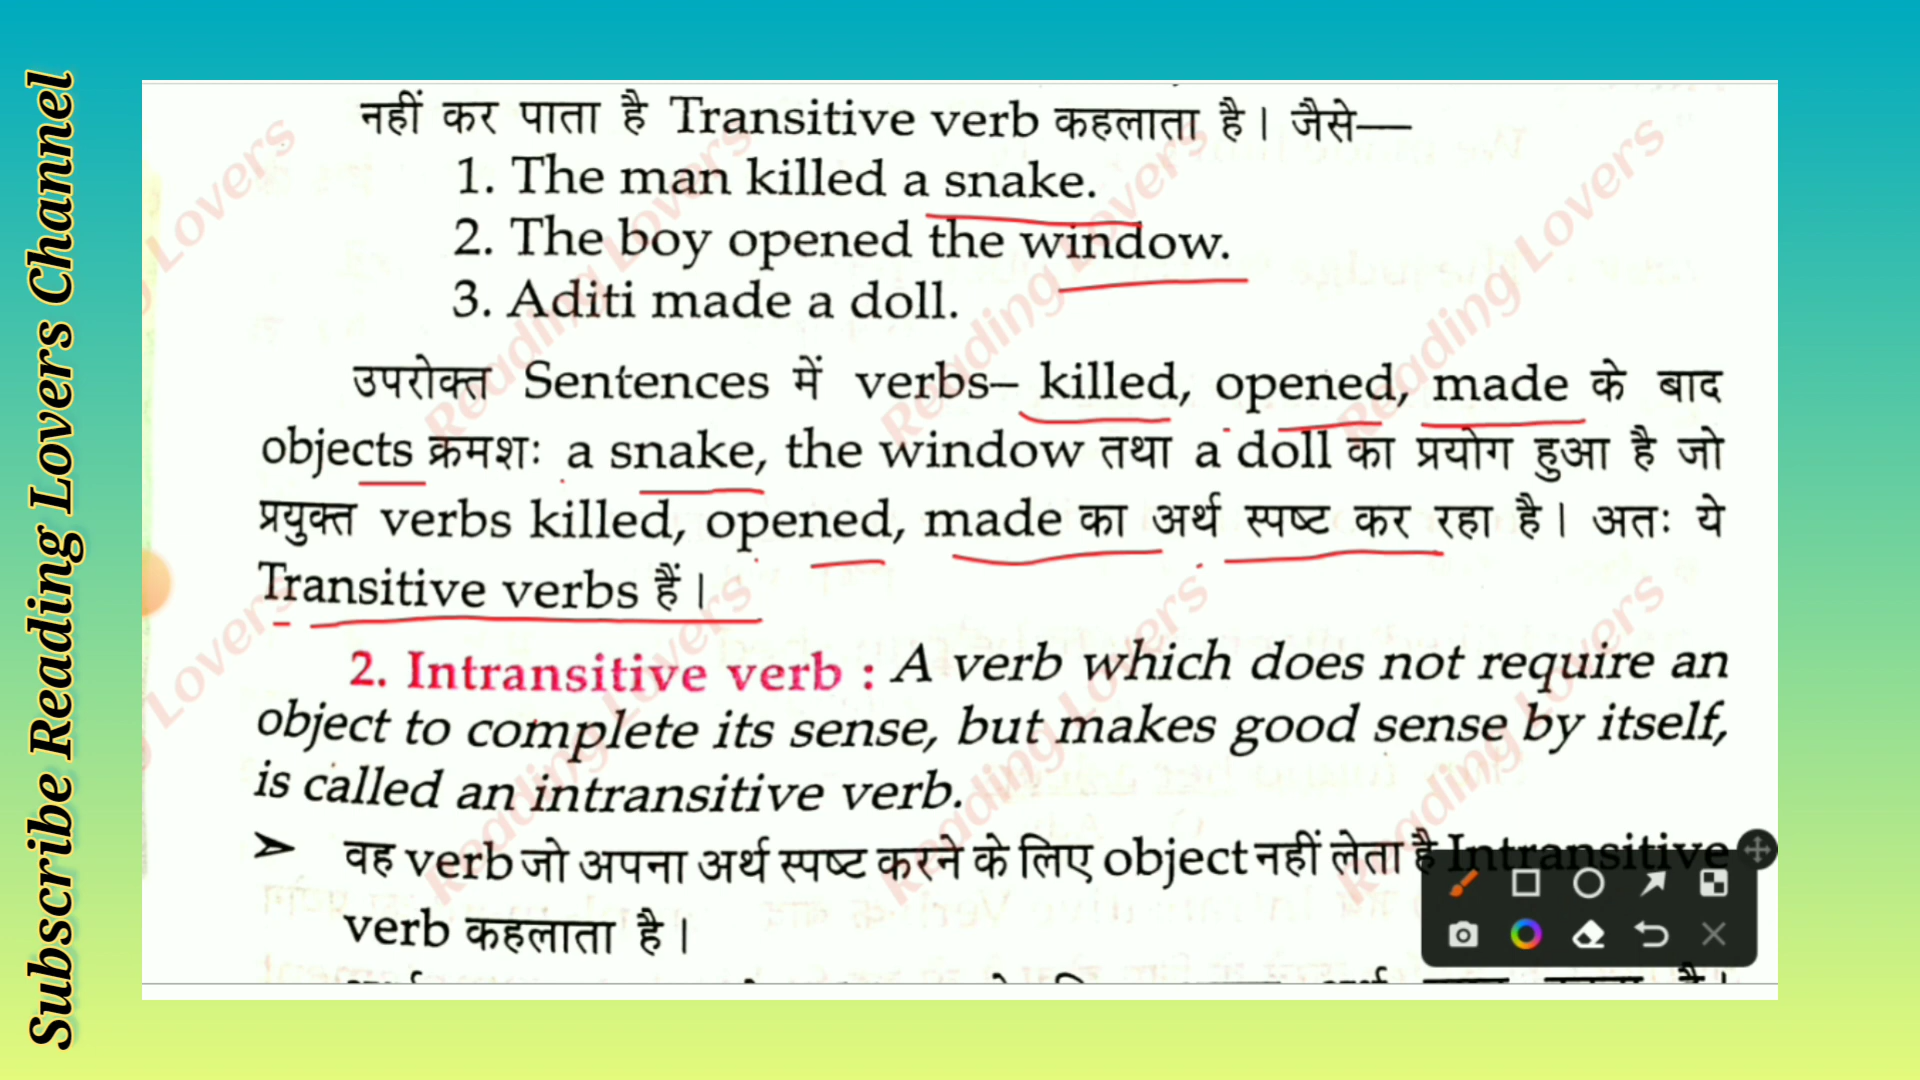 Subscribe Reading Lovers Channel
नहीं कर पाता है Transitive verb कहलाता है। जैसे—
1. The man killed a snake.
2. The boy opened the window.
3. Aditi made a doll.
उपरोक्त Sentences में verbs– killed, opened, made के बाद
objects क्रमशः a snake, the window तथा a doll का प्रयोग हुआ है जो
प्रयुक्त verbs killed, opened, made का अर्थ स्पष्ट कर रहा है। अतः ये
Transitive verbs हैं।
2. Intransitive verb : A verb which does not require an
object to complete its sense, but makes good sense by itself,
is called an intransitive verb.
➢ वह verb जो अपना अर्थ स्पष्ट करने के लिए object नहीं लेता है Intransitive
verb कहलाता है।
Reading Lovers